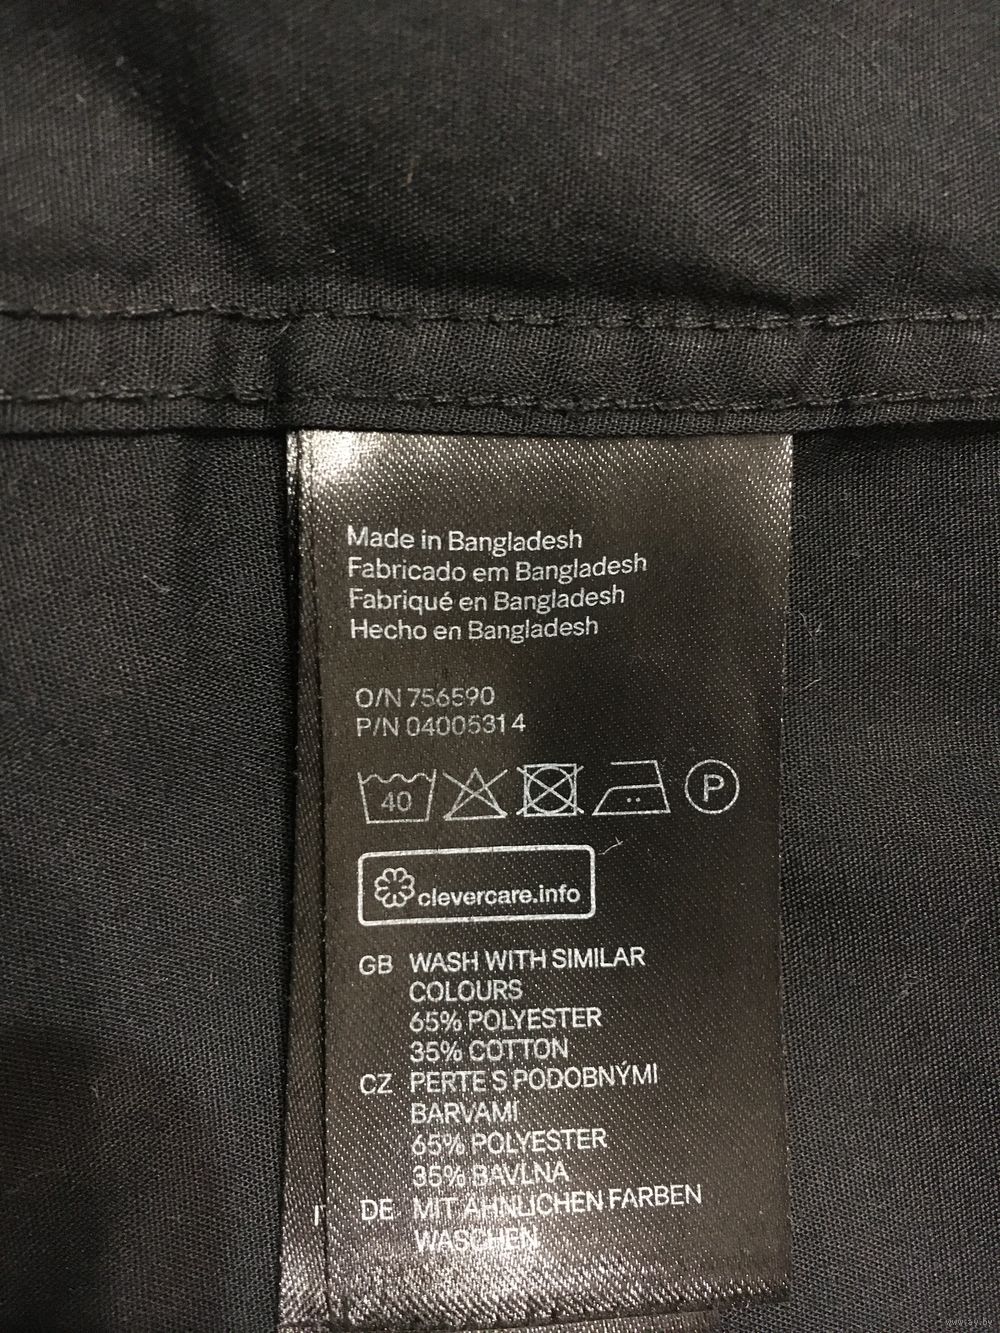 Made in Bangladesh
Fabricado em Bangladesh
Fabriqué en Bangladesh
Hecho en Bangladesh
O/N 756590
P/N 04005314
40 P
clevercare.info
GB WASH WITH SIMILAR
COLOURS
65% POLYESTER
35% COTTON
CZ PERTE S PODOBNÝMI
BARVAMI
65% POLYESTER
35% BAVLNA
DE MIT ÄHNLICHEN FARBEN
WASCHEN